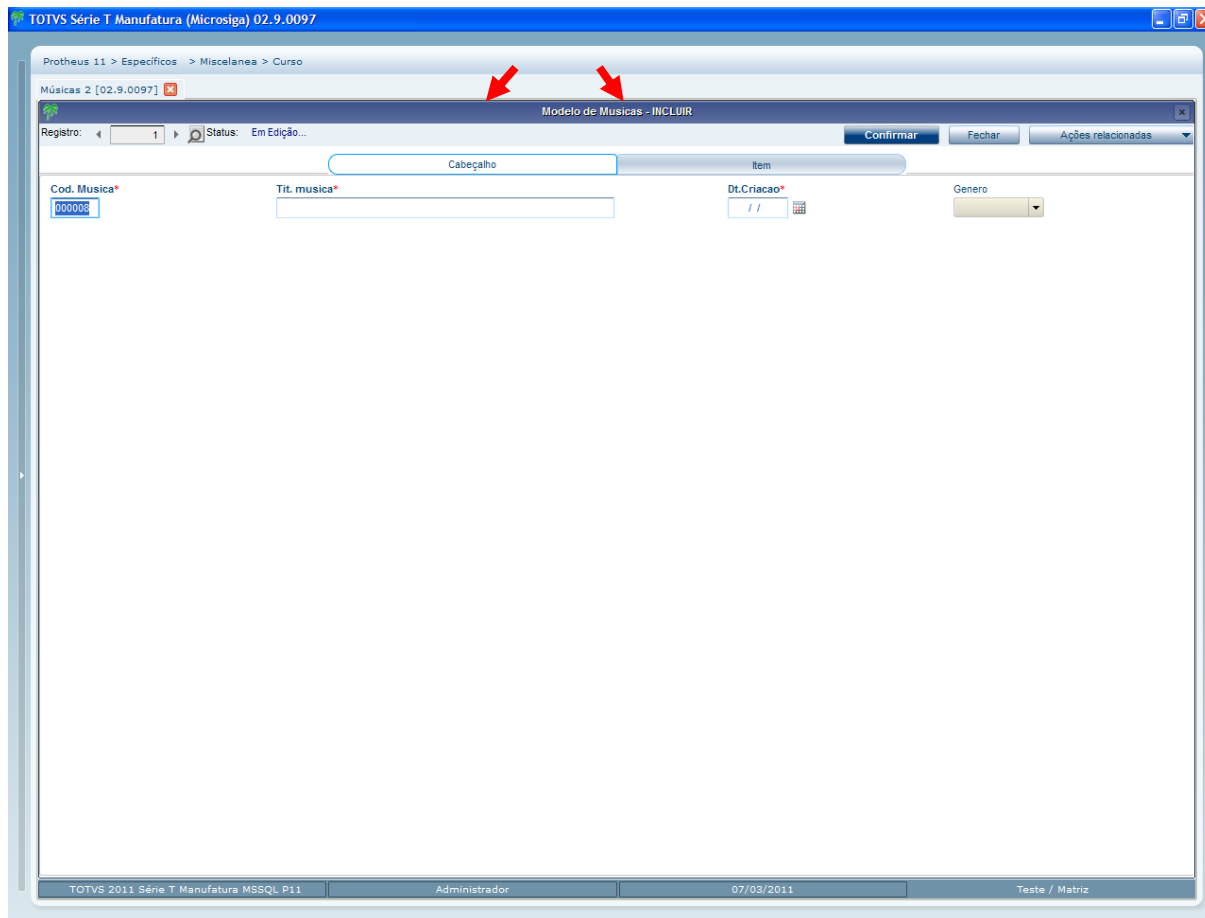 TOTVS Série T Manufatura (Microsiga) 02.9.0097
Protheus 11 > Específicos > Miscelanea > Curso
Músicas 2 [02.9.0097]
Modelo de Musicas - INCLUIR
Registro: 1 Status: Em Edição... Confirmar Fechar Ações relacionadas
Cabeçalho Item
Cod. Musica* Tit. musica* Dt.Criacao* Genero
000008 / /
TOTVS 2011 Série T Manufatura MSSQL P11 Administrador 07/03/2011 Teste / Matriz